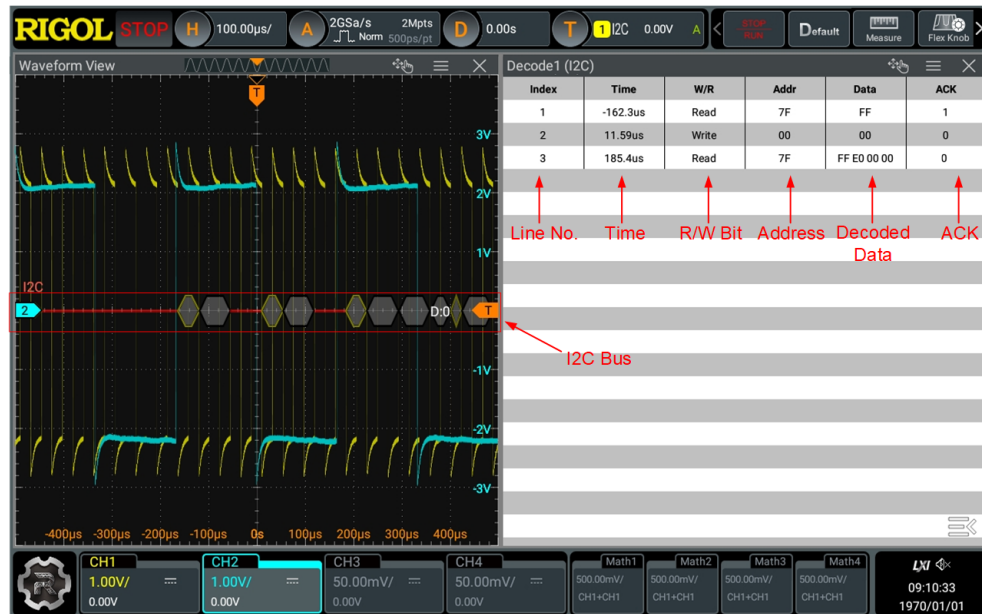 RIGOL STOP H 100.00μs/ A 2GSa/s 2Mpts Norm 500ps/pt D 0.00s T 1 I2C 0.00V A < STOP RUN Default Measure Flex Knob >
Waveform View
Decode1 (I2C)
Index Time W/R Addr Data ACK
1 -162.3us Read 7F FF 1
2 11.59us Write 00 00 0
3 185.4us Read 7F FF E0 00 00 0
Line No. Time R/W Bit Address Decoded Data ACK
T
3V
2V
1V
I2C
2 D:0 T
I2C Bus
-1V
-2V
-3V
-400μs -300μs -200μs -100μs 0s 100μs 200μs 300μs 400μs
CH1 CH2 CH3 CH4 Math1 Math2 Math3 Math4
1.00V/ 1.00V/ 50.00mV/ 50.00mV/ 500.00mV/ 500.00mV/ 500.00mV/ 500.00mV/
0.00V 0.00V 0.00V 0.00V CH1+CH1 CH1+CH1 CH1+CH1 CH1+CH1
LXI
09:10:33
1970/01/01